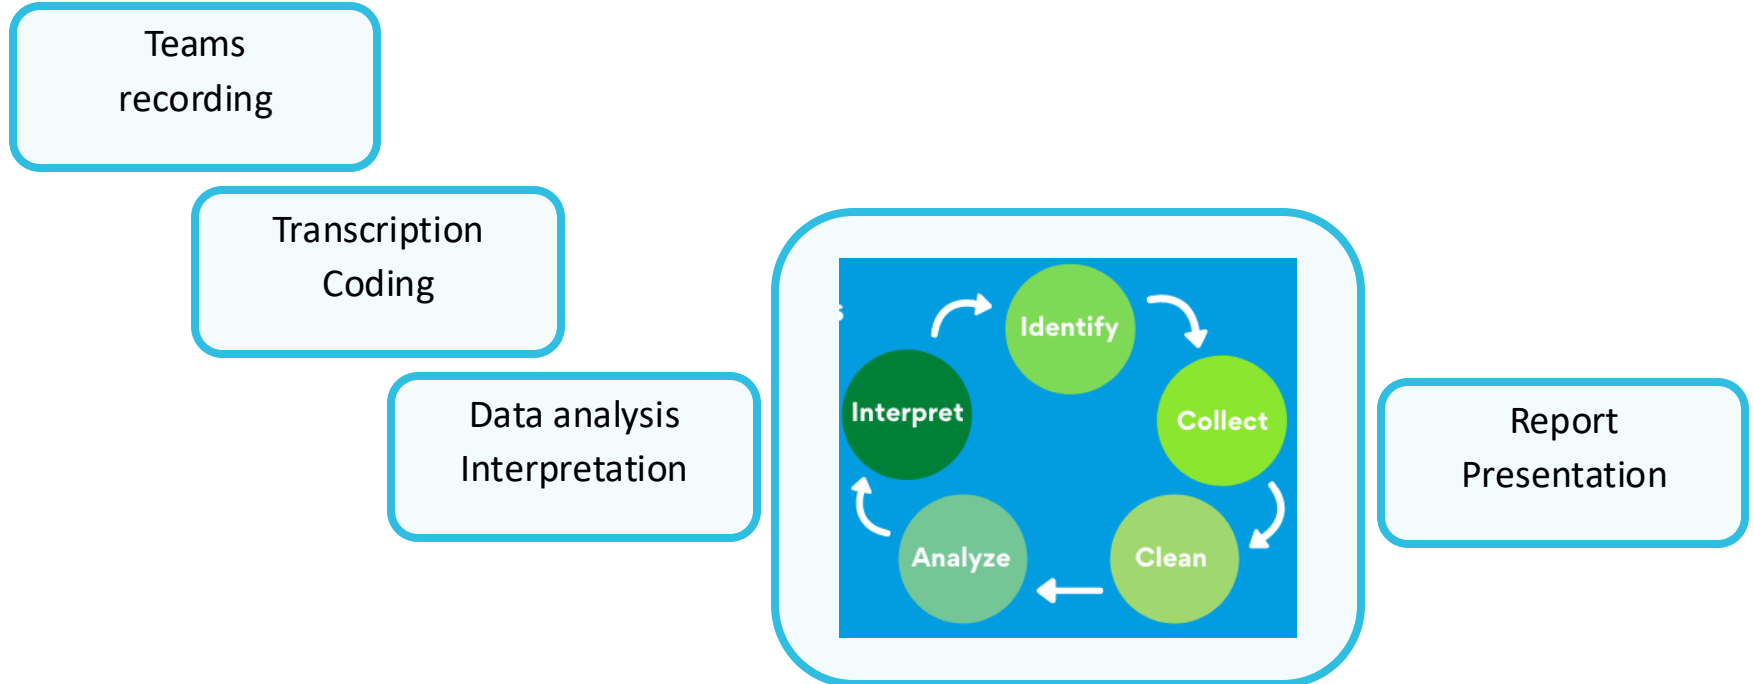 Teams
recording
Transcription
Coding
Data analysis
Interpretation
Identify
Collect
Clean
Analyze
Interpret
Report
Presentation